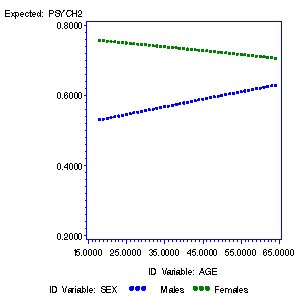 Expected: PSYCH2
0.8000
0.6000
0.4000
0.2000
15.0000 25.0000 35.0000 45.0000 55.0000 65.0000
ID Variable: AGE
ID Variable: SEX Males Females